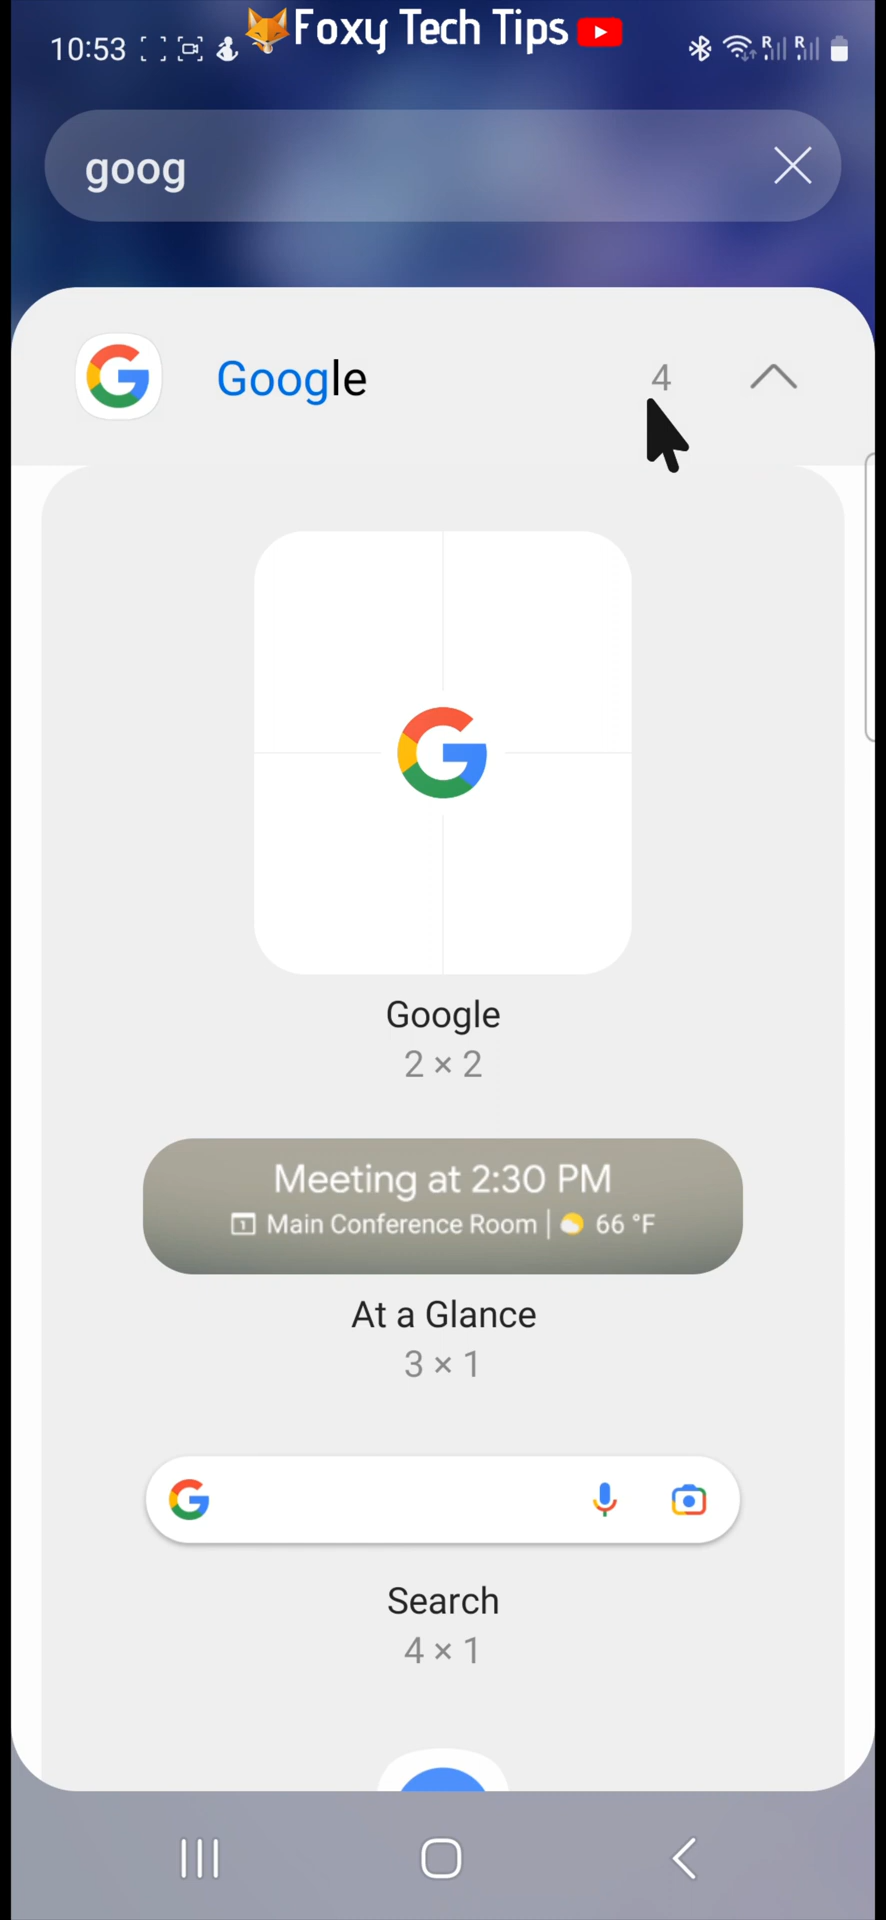 Foxy Tech Tips
10:53
goog
Google 4
Google
2 × 2
Meeting at 2:30 PM
Main Conference Room | 66 °F
At a Glance
3 × 1
Search
4 × 1